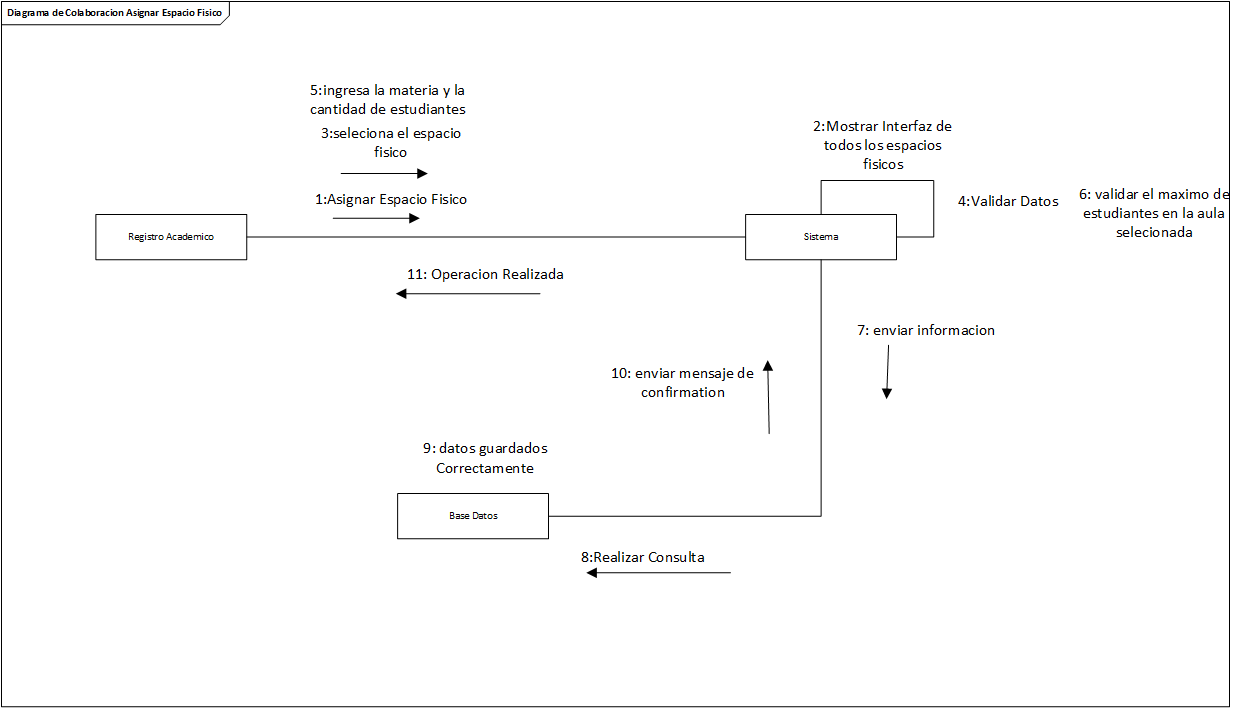 Diagrama de Colaboracion Asignar Espacio Fisico
5:ingresa la materia y la
cantidad de estudiantes
3:seleciona el espacio
fisico
1:Asignar Espacio Fisico
2:Mostrar Interfaz de
todos los espacios
fisicos
4:Validar Datos
6: validar el maximo de
estudiantes en la aula
selecionada
Registro Academico
Sistema
11: Operacion Realizada
7: enviar informacion
10: enviar mensaje de
confirmation
9: datos guardados
Correctamente
Base Datos
8:Realizar Consulta